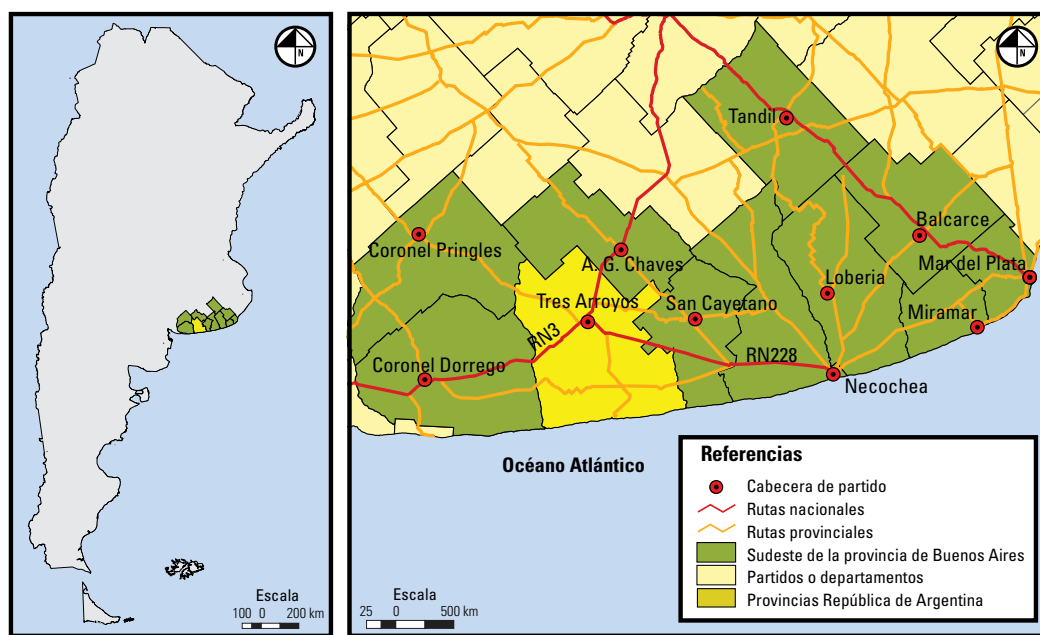 N
Escala
100 0 200 km
N
Tandil
Balcarce
Coronel Pringles
A. G. Chaves
Mar del Plata
Loberia
Tres Arroyos
San Cayetano
Miramar
RN3
RN228
Coronel Dorrego
Necochea
Océano Atlántico
Escala
25 0 500 km
Referencias
Cabecera de partido
Rutas nacionales
Rutas provinciales
Sudeste de la provincia de Buenos Aires
Partidos o departamentos
Provincias República de Argentina